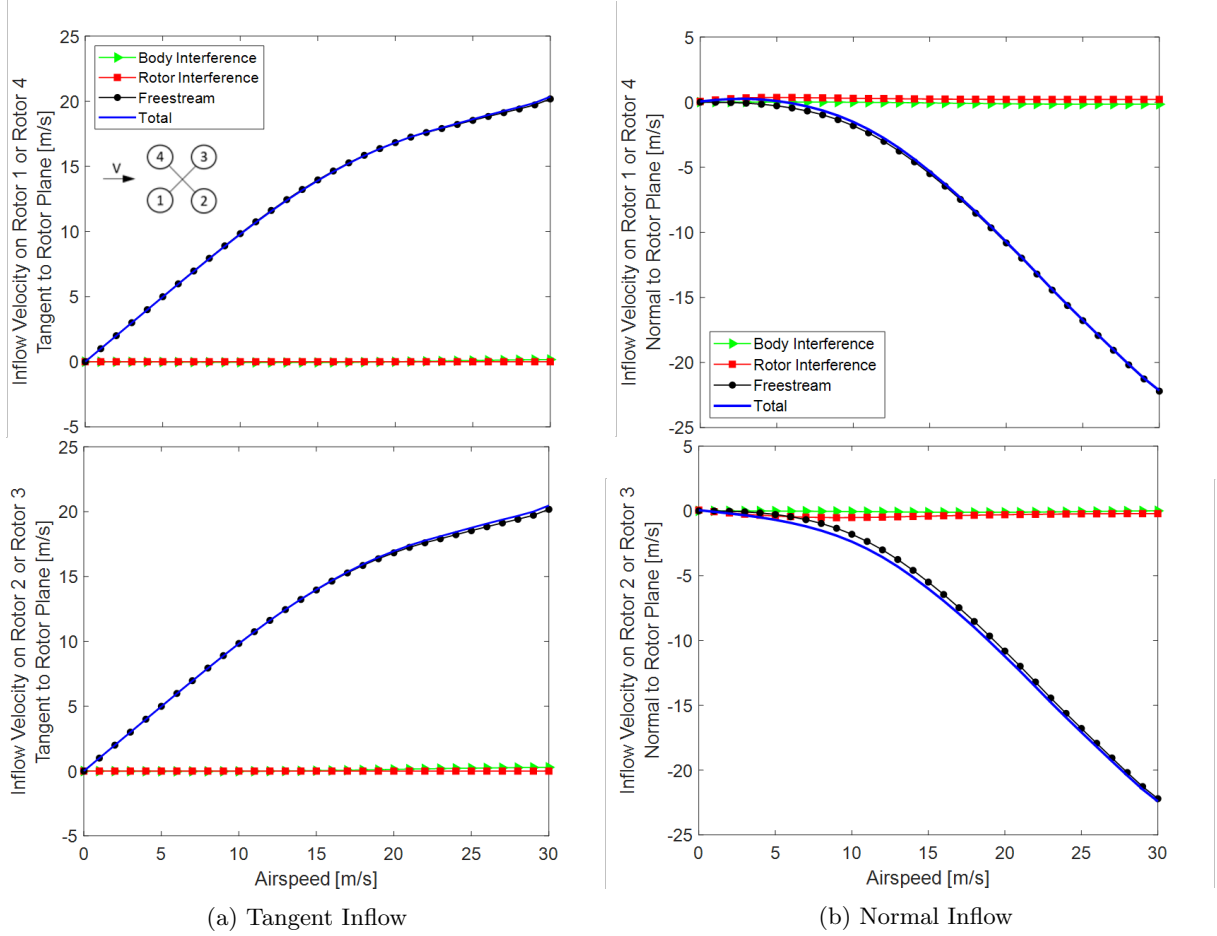 Inflow Velocity on Rotor 1 or Rotor 4
Tangent to Rotor Plane [m/s]
25
20
15
10
5
0
-5
Body Interference
Rotor Interference
Freestream
Total
V
4
3
1
2
Inflow Velocity on Rotor 1 or Rotor 4
Normal to Rotor Plane [m/s]
5
0
-5
-10
-15
-20
-25
Body Interference
Rotor Interference
Freestream
Total
Inflow Velocity on Rotor 2 or Rotor 3
Tangent to Rotor Plane [m/s]
25
20
15
10
5
0
-5
0 5 10 15 20 25 30
Airspeed [m/s]
Inflow Velocity on Rotor 2 or Rotor 3
Normal to Rotor Plane [m/s]
5
0
-5
-10
-15
-20
-25
0 5 10 15 20 25 30
Airspeed [m/s]
(a) Tangent Inflow
(b) Normal Inflow